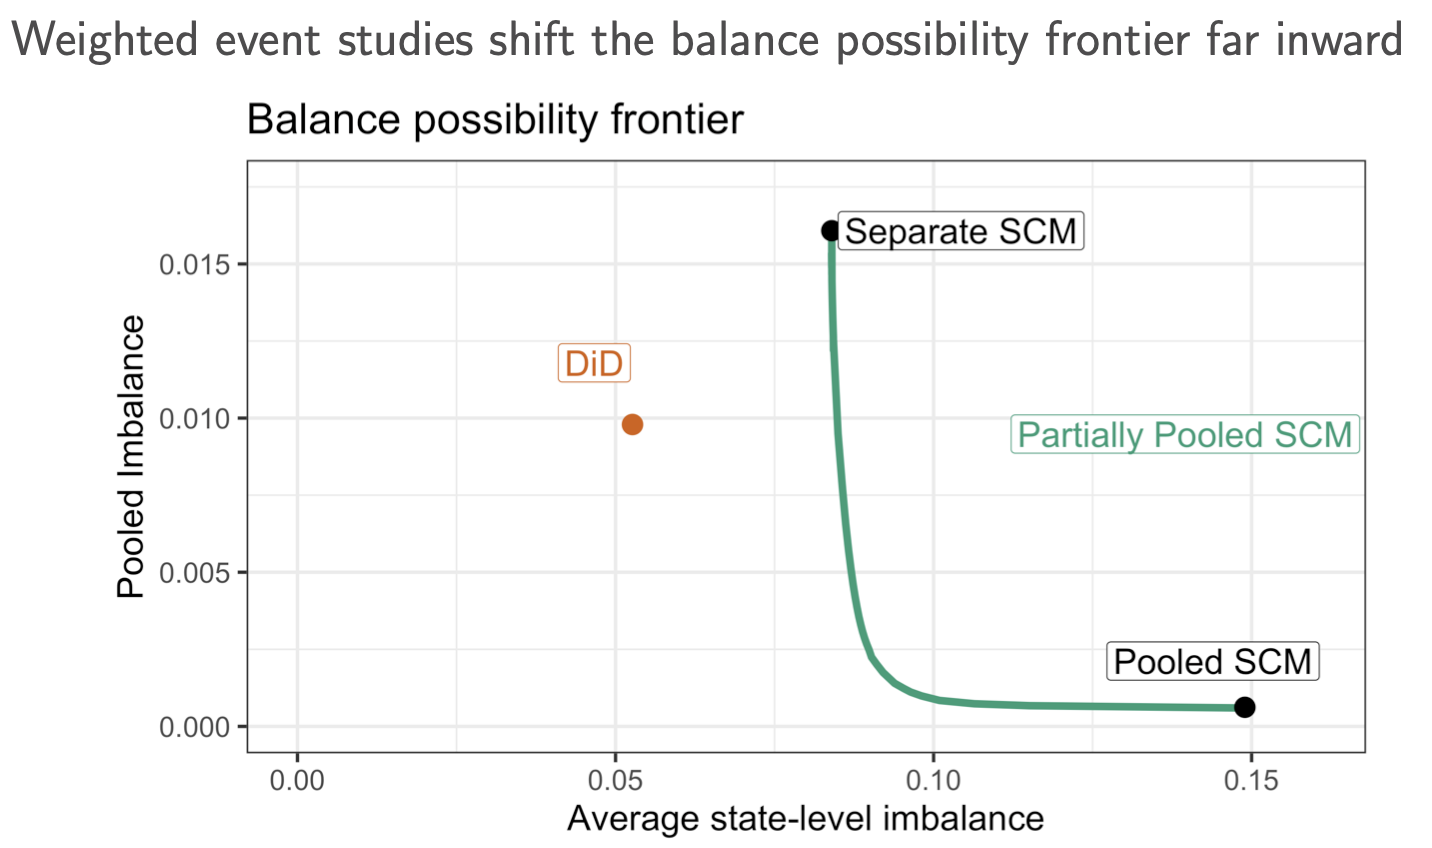 Weighted event studies shift the balance possibility frontier far inward
Balance possibility frontier
Separate SCM
DiD
Partially Pooled SCM
Pooled SCM
Pooled Imbalance
0.015
0.010
0.005
0.000
0.00
0.05
0.10
0.15
Average state-level imbalance